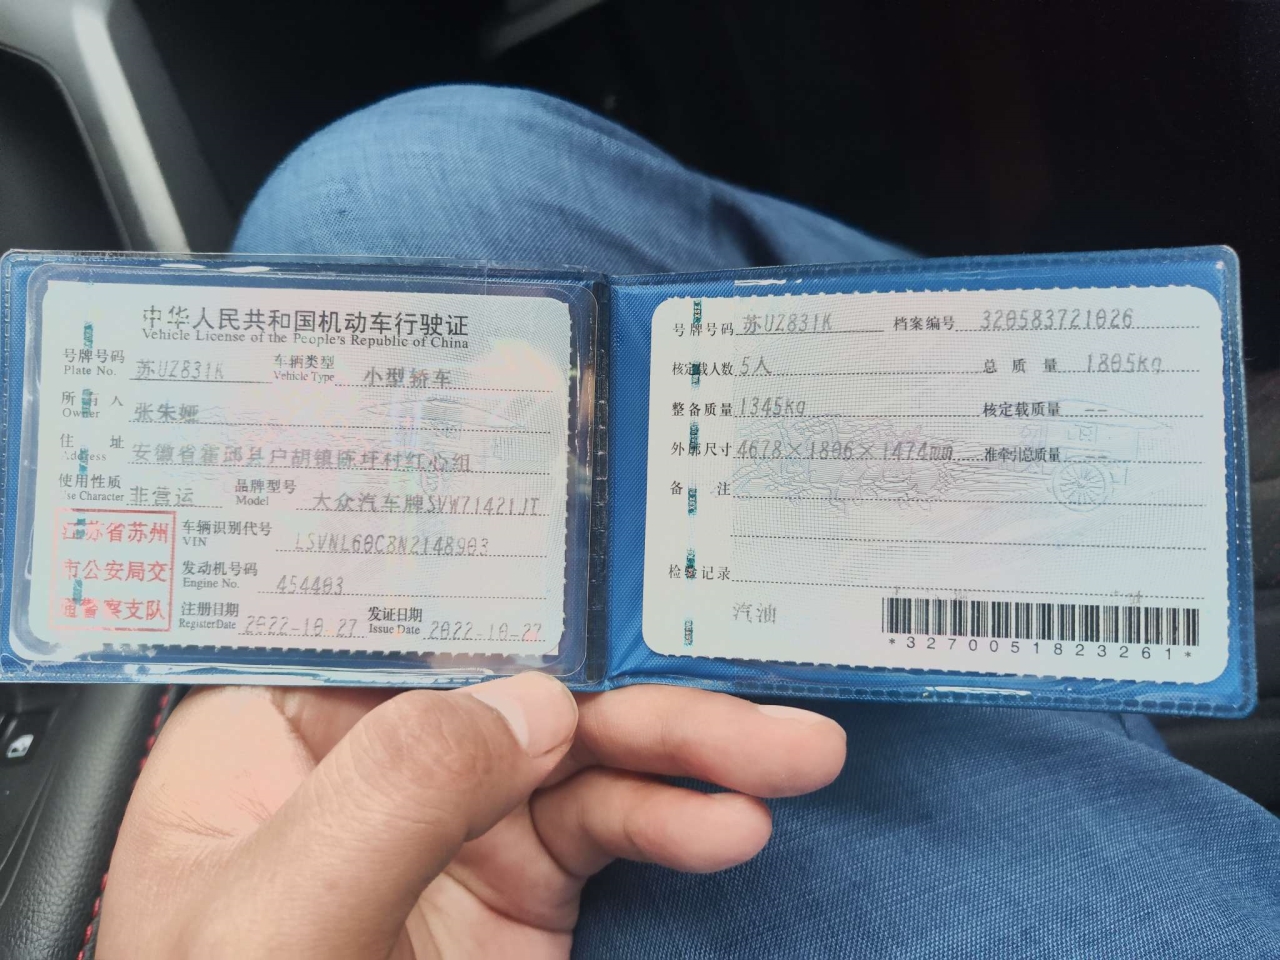 中华人民共和国机动车行驶证
Vehicle License of the People's Republic of China
号牌号码 苏UZ831K 车辆类型 小型轿车
Plate No. Vehicle Type
所有人 张朱娅
Owner
住址 安徽省霍邱县户胡镇陈圩村红心组
Address
使用性质 非营运 品牌型号 大众汽车牌SVW71421JT
Use Character Model
江苏省苏州
市公安局交
通警察支队
车辆识别代号 LSVNL60C8N2148903
VIN
发动机号码 454403
Engine No.
注册日期 2022-10-27 发证日期 2022-10-27
Register Date Issue Date
号牌号码 苏UZ831K 档案编号 320583721026
核定载人数 5人 总质量 1805kg
整备质量 1345kg 核定载质量 --
外廓尺寸 4678×1806×1474mm 准牵引总质量 --
备注
检验记录
汽油
*3270051823261*